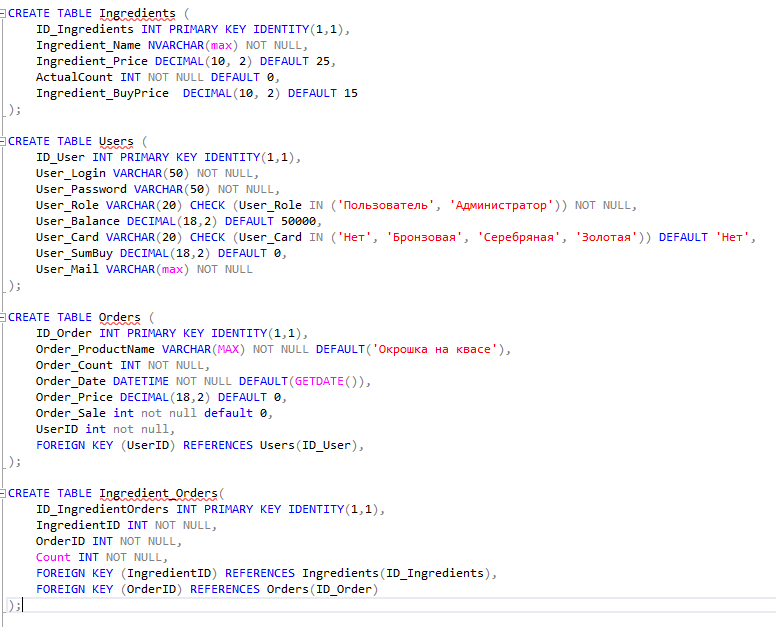 CREATE TABLE Ingredients (
ID_Ingredients INT PRIMARY KEY IDENTITY(1,1),
Ingredient_Name NVARCHAR(max) NOT NULL,
Ingredient_Price DECIMAL(10, 2) DEFAULT 25,
ActualCount INT NOT NULL DEFAULT 0,
Ingredient_BuyPrice  DECIMAL(10, 2) DEFAULT 15
);
CREATE TABLE Users (
ID_User INT PRIMARY KEY IDENTITY(1,1),
User_Login VARCHAR(50) NOT NULL,
User_Password VARCHAR(50) NOT NULL,
User_Role VARCHAR(20) CHECK (User_Role IN ('Пользователь', 'Администратор')) NOT NULL,
User_Balance DECIMAL(18,2) DEFAULT 50000,
User_Card VARCHAR(20) CHECK (User_Card IN ('Нет', 'Бронзовая', 'Серебряная', 'Золотая')) DEFAULT 'Нет',
User_SumBuy DECIMAL(18,2) DEFAULT 0,
User_Mail VARCHAR(max) NOT NULL
);
CREATE TABLE Orders (
ID_Order INT PRIMARY KEY IDENTITY(1,1),
Order_ProductName VARCHAR(MAX) NOT NULL DEFAULT('Окрошка на квасе'),
Order_Count INT NOT NULL,
Order_Date DATETIME NOT NULL DEFAULT(GETDATE()),
Order_Price DECIMAL(18,2) DEFAULT 0,
Order_Sale int not null default 0,
UserID int not null,
FOREIGN KEY (UserID) REFERENCES Users(ID_User),
);
CREATE TABLE Ingredient_Orders(
ID_IngredientOrders INT PRIMARY KEY IDENTITY(1,1),
IngredientID INT NOT NULL,
OrderID INT NOT NULL,
Count INT NOT NULL,
FOREIGN KEY (IngredientID) REFERENCES Ingredients(ID_Ingredients),
FOREIGN KEY (OrderID) REFERENCES Orders(ID_Order)
);